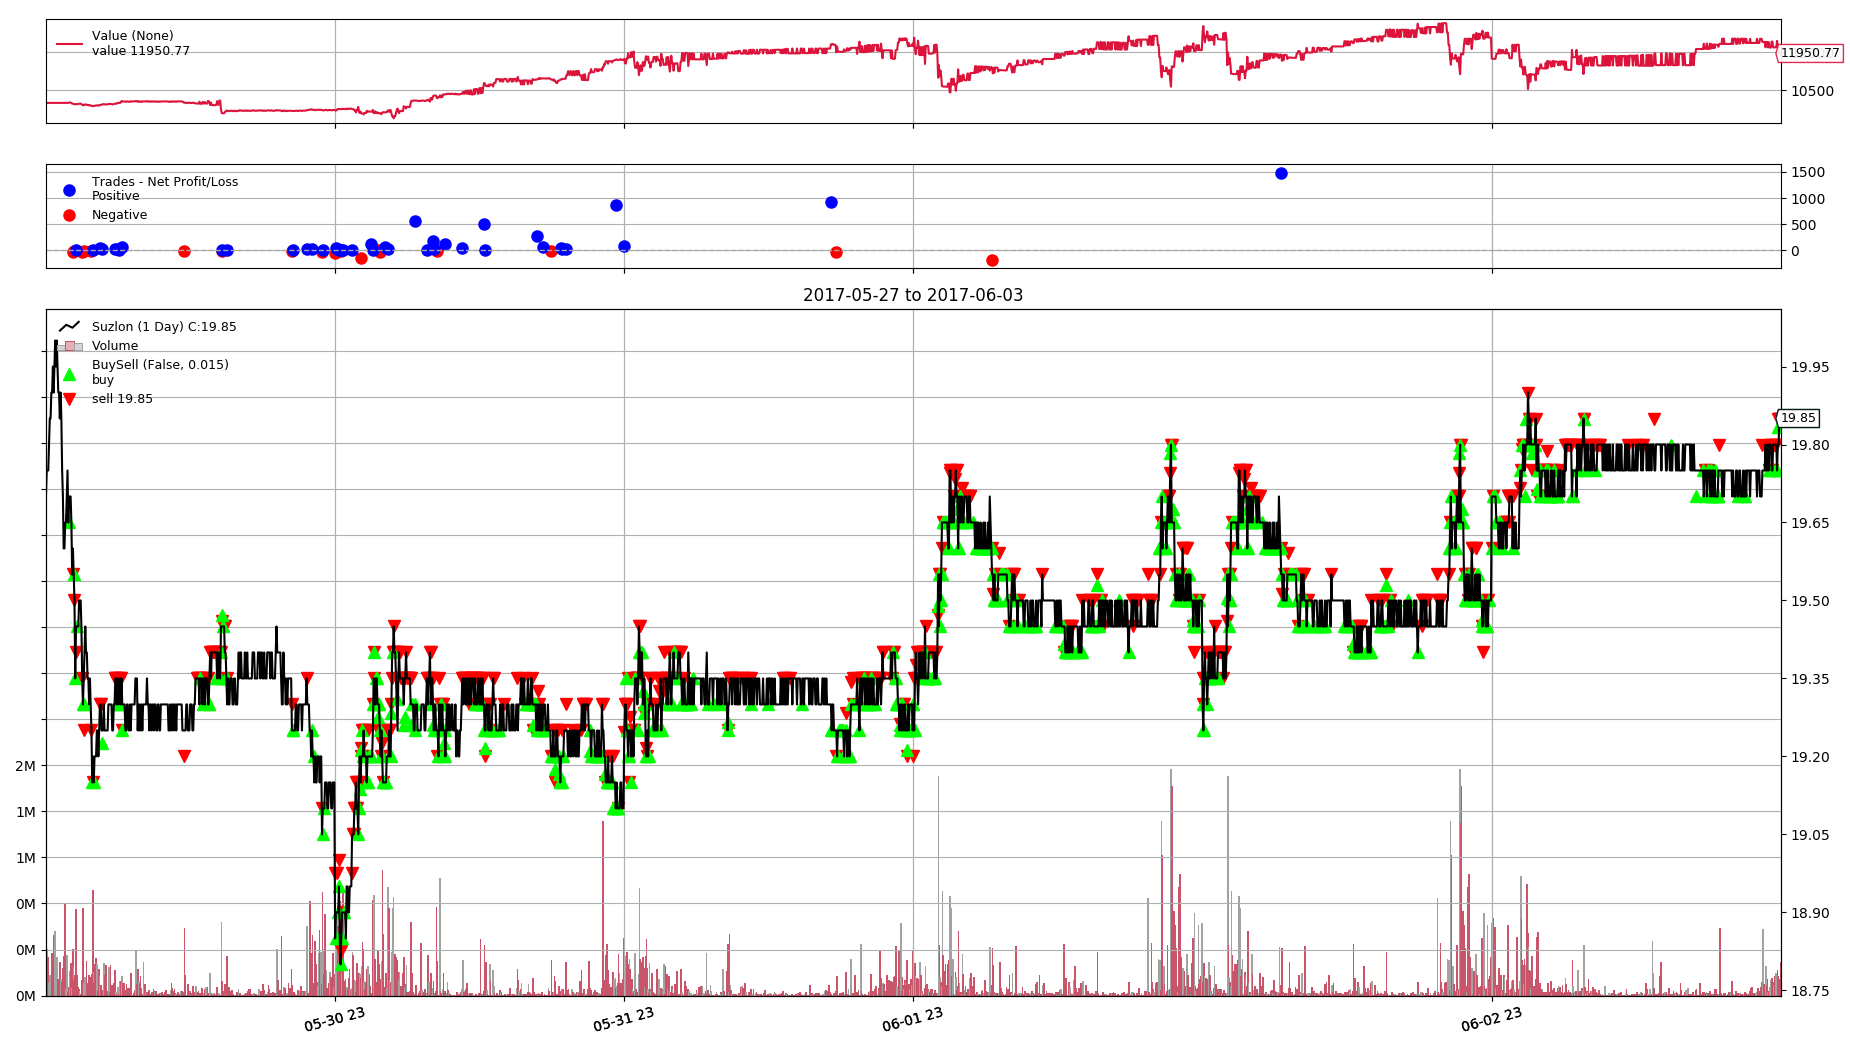 Value (None)
value 11950.77
11950.77
10500
Trades - Net Profit/Loss
Positive
Negative
1500
1000
500
0
2017-05-27 to 2017-06-03
Suzlon (1 Day) C:19.85
Volume
BuySell (False, 0.015)
buy
sell 19.85
19.95
19.85
19.80
19.65
19.50
19.35
19.20
19.05
18.90
18.75
2M
1M
1M
0M
0M
0M
05-30 23
05-31 23
06-01 23
06-02 23